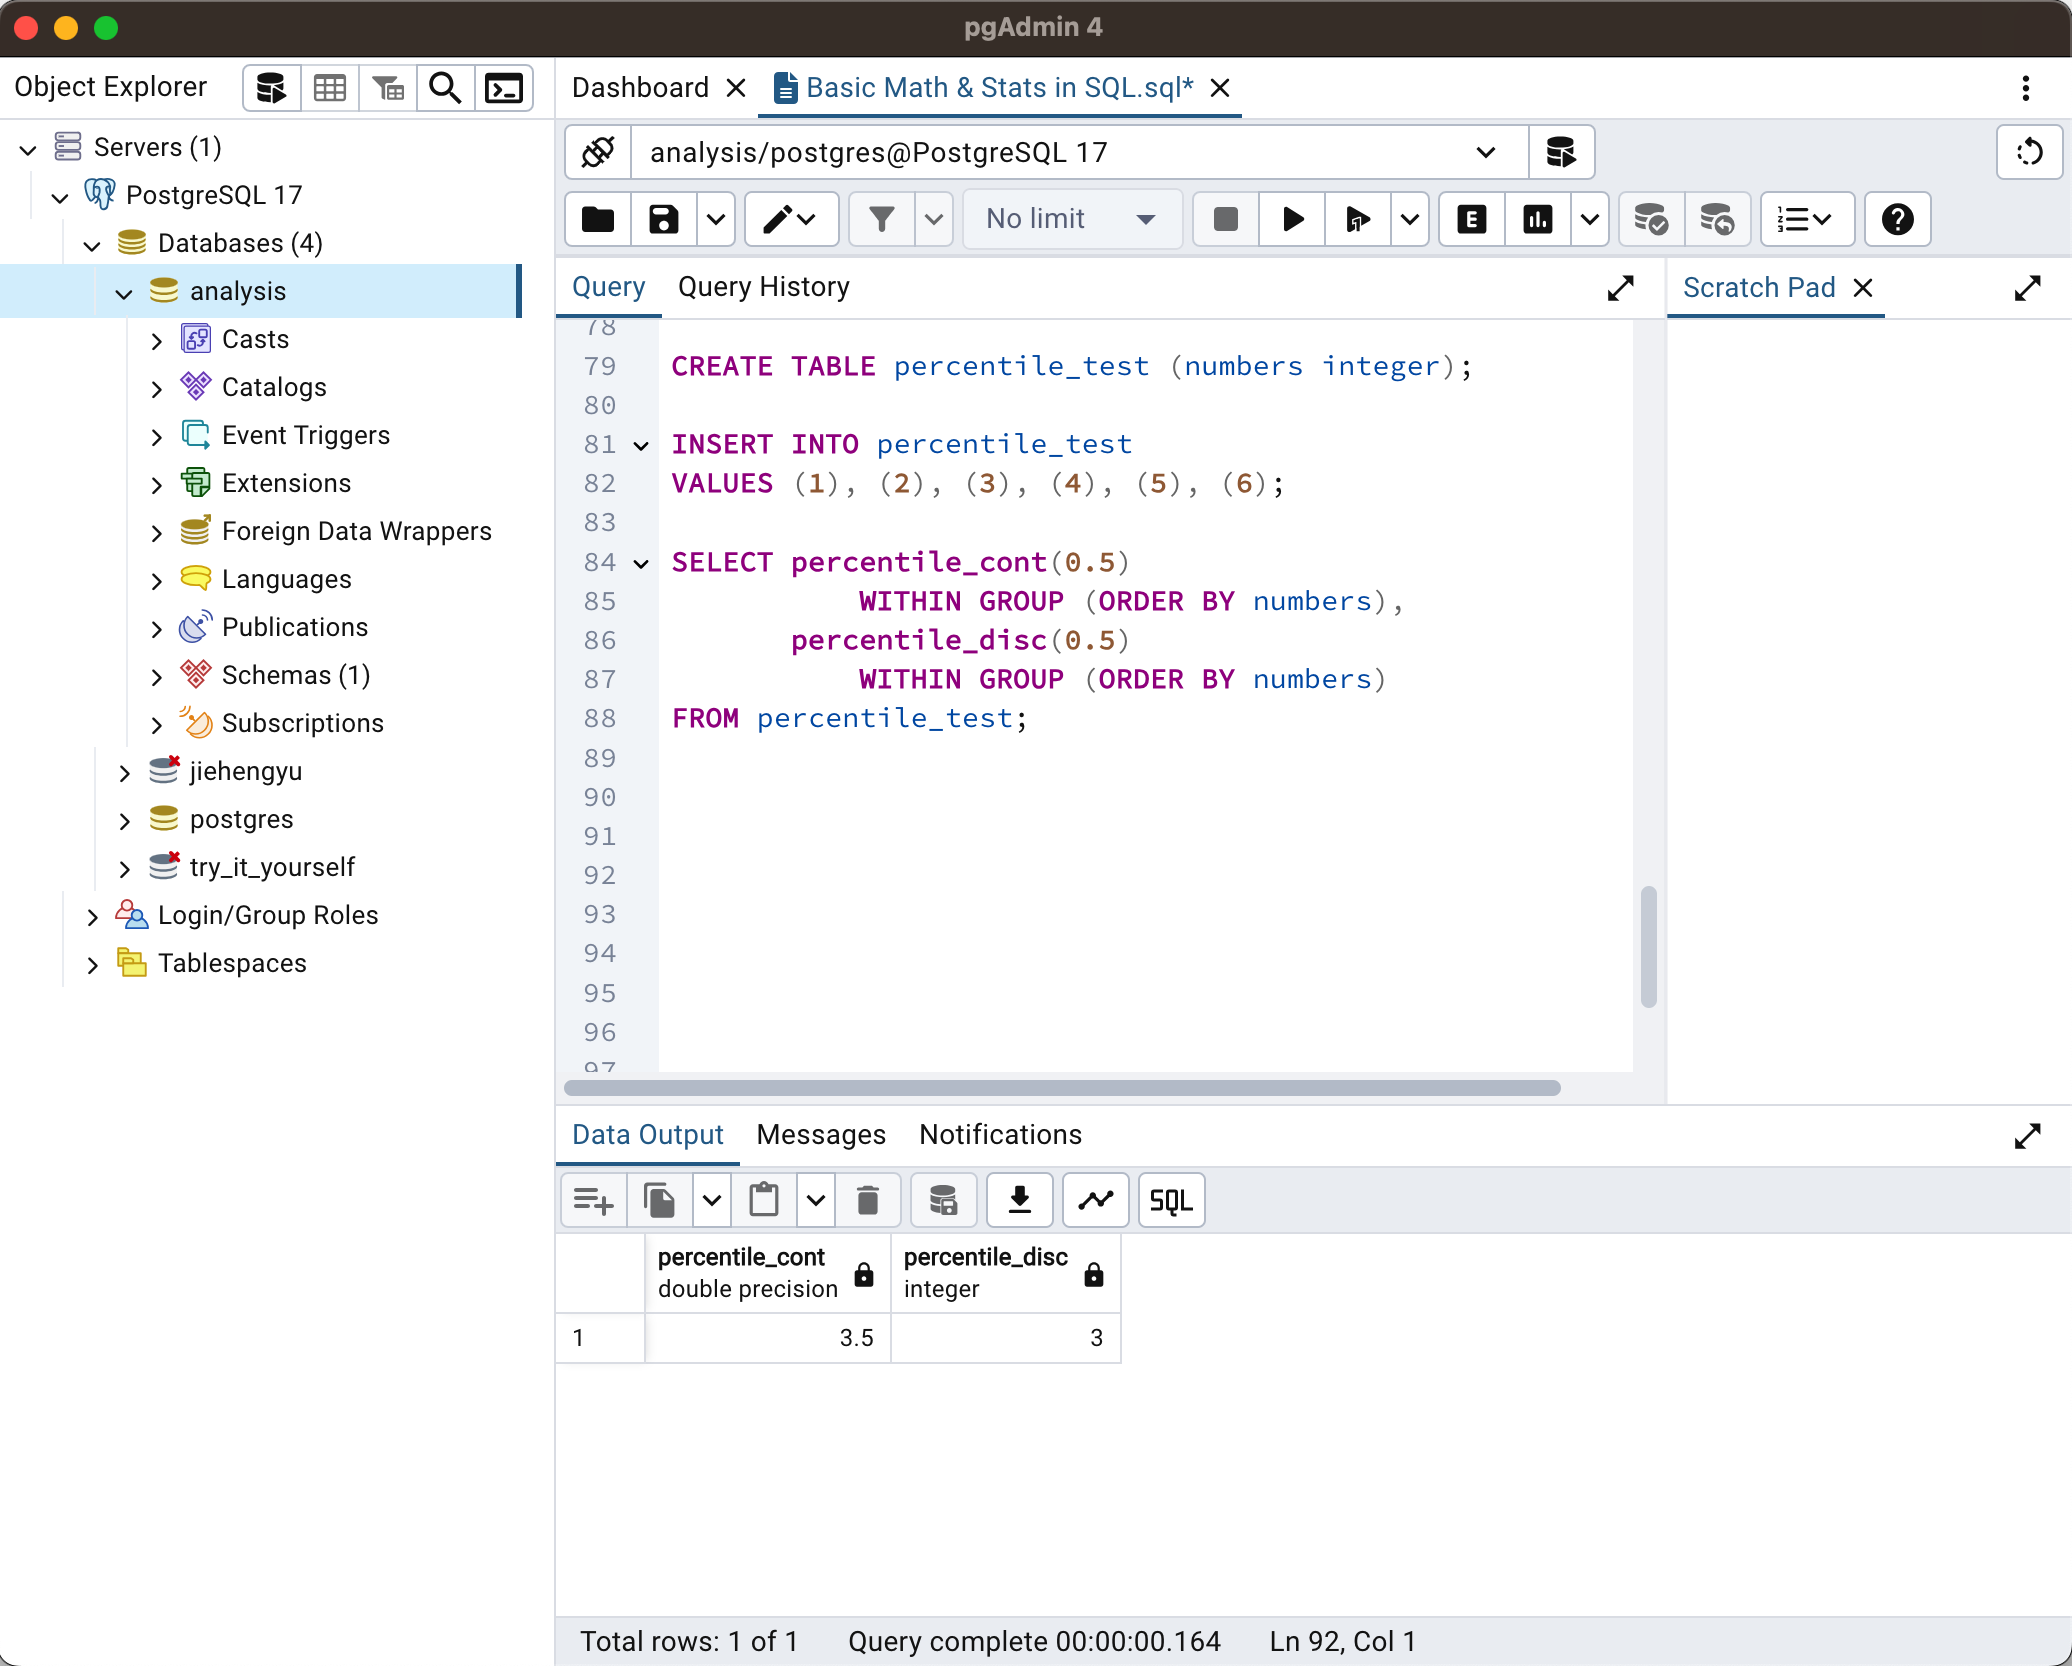 pgAdmin 4
Object Explorer
Servers (1)
PostgreSQL 17
Databases (4)
analysis
Casts
Catalogs
Event Triggers
Extensions
Foreign Data Wrappers
Languages
Publications
Schemas (1)
Subscriptions
jiehengyu
postgres
try_it_yourself
Login/Group Roles
Tablespaces
Dashboard
Basic Math & Stats in SQL.sql*
analysis/postgres@PostgreSQL 17
No limit
E
Query
Query History
Scratch Pad
78
79 CREATE TABLE percentile_test (numbers integer);
80
81 INSERT INTO percentile_test
82 VALUES (1), (2), (3), (4), (5), (6);
83
84 SELECT percentile_cont(0.5)
85 WITHIN GROUP (ORDER BY numbers),
86 percentile_disc(0.5)
87 WITHIN GROUP (ORDER BY numbers)
88 FROM percentile_test;
89
90
91
92
93
94
95
96
97
Data Output Messages Notifications
SQL
percentile_cont percentile_disc
double precision integer
1 3.5 3
Total rows: 1 of 1 Query complete 00:00:00.164 Ln 92, Col 1